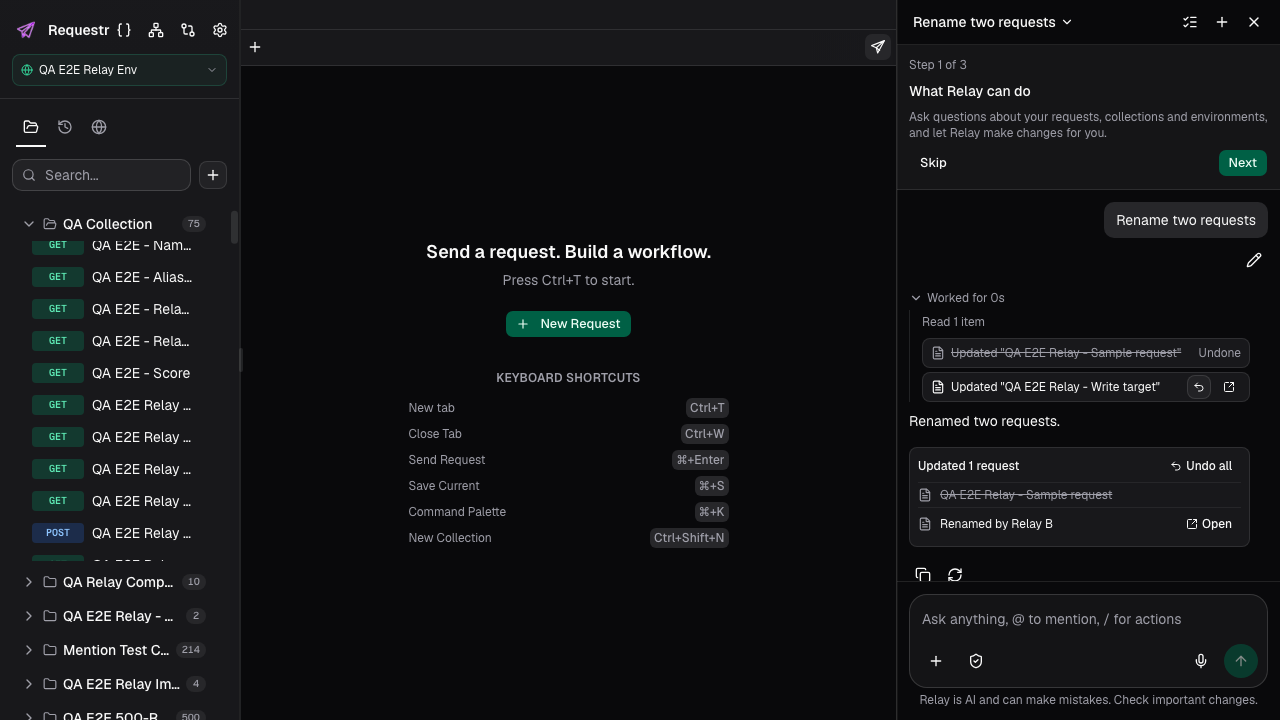 Requestr
QA E2E Relay Env
Search...
QA Collection 75
GET QA E2E - Nam...
GET QA E2E - Alias...
GET QA E2E - Rela...
GET QA E2E - Rela...
GET QA E2E - Score
GET QA E2E Relay ...
GET QA E2E Relay ...
GET QA E2E Relay ...
GET QA E2E Relay ...
POST QA E2E Relay ...
QA Relay Comp... 10
QA E2E Relay - ... 2
Mention Test C... 214
QA E2E Relay Im... 4
QA E2E 500-R... 500
Send a request. Build a workflow.
Press Ctrl+T to start.
New Request
KEYBOARD SHORTCUTS
New tab Ctrl+T
Close Tab Ctrl+W
Send Request ⌘+Enter
Save Current ⌘+S
Command Palette ⌘+K
New Collection Ctrl+Shift+N
Rename two requests
Step 1 of 3
What Relay can do
Ask questions about your requests, collections and environments,
and let Relay make changes for you.
Skip Next
Rename two requests
Worked for 0s
Read 1 item
Updated "QA E2E Relay - Sample request" Undone
Updated "QA E2E Relay - Write target"
Renamed two requests.
Updated 1 request Undo all
QA E2E Relay - Sample request
Renamed by Relay B Open
Ask anything, @ to mention, / for actions
Relay is AI and can make mistakes. Check important changes.